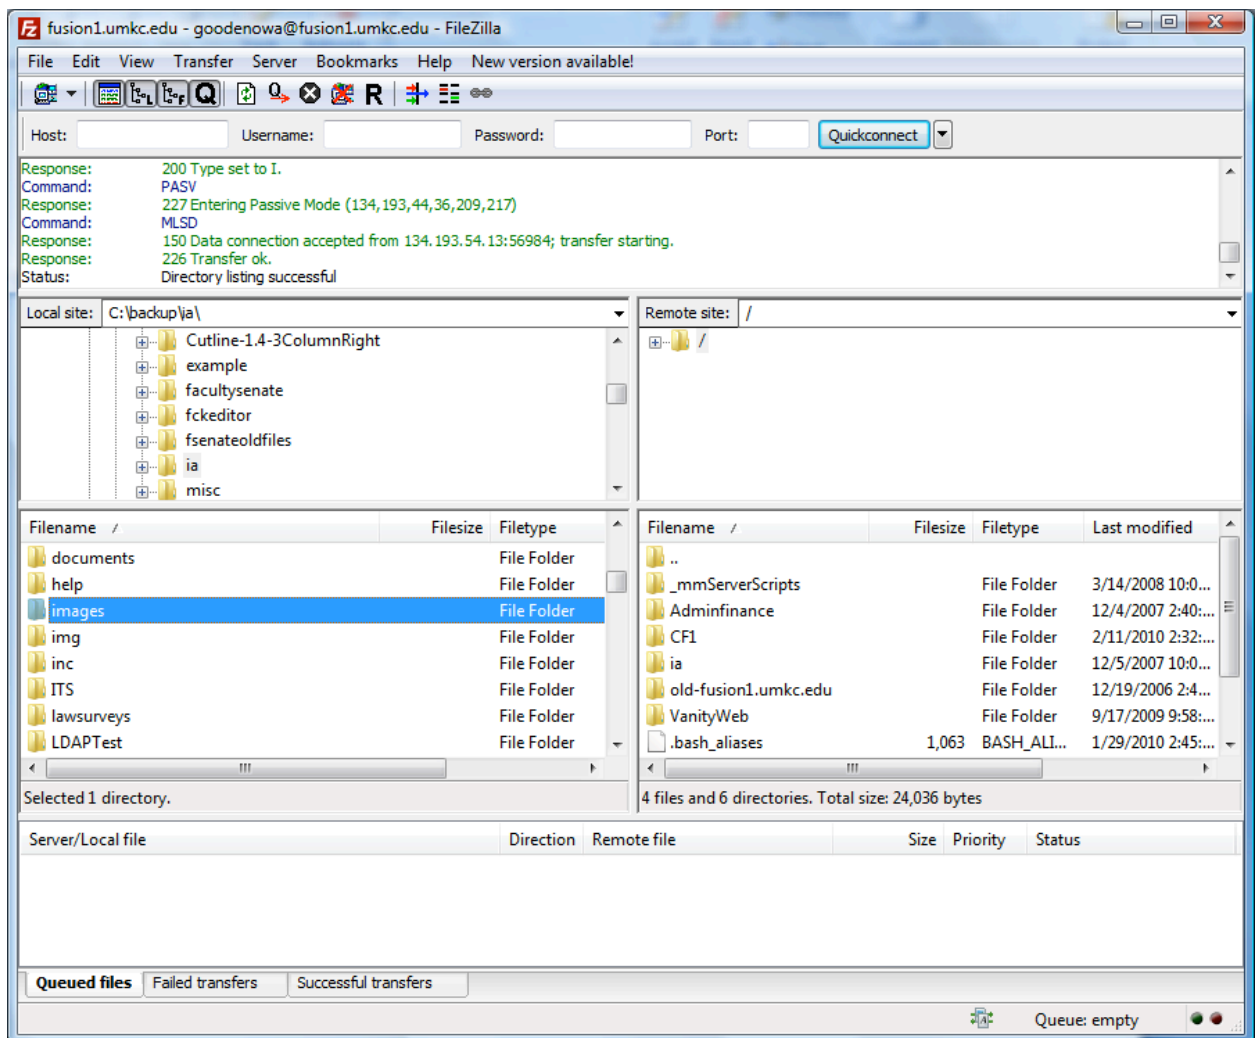 fusion1.umkc.edu - goodenowa@fusion1.umkc.edu - FileZilla
File Edit View Transfer Server Bookmarks Help New version available!
Host: Username: Password: Port: Quickconnect
Response: 200 Type set to I.
Command: PASV
Response: 227 Entering Passive Mode (134,193,44,36,209,217)
Command: MLSD
Response: 150 Data connection accepted from 134.193.54.13:56984; transfer starting.
Response: 226 Transfer ok.
Status: Directory listing successful
Local site: C:\backup\ia\
Cutline-1.4-3ColumnRight
example
facultysenate
fckeditor
fsenateoldfiles
ia
misc
Remote site: /
/
Filename / Filesize Filetype
documents File Folder
help File Folder
images File Folder
img File Folder
inc File Folder
ITS File Folder
lawsurveys File Folder
LDAPTest File Folder
Selected 1 directory.
Filename / Filesize Filetype Last modified
..
_mmServerScripts File Folder 3/14/2008 10:0...
Adminfinance File Folder 12/4/2007 2:40:...
CF1 File Folder 2/11/2010 2:32:...
ia File Folder 12/5/2007 10:0...
old-fusion1.umkc.edu File Folder 12/19/2006 2:4...
VanityWeb File Folder 9/17/2009 9:58:...
.bash_aliases 1,063 BASH_ALI... 1/29/2010 2:45:...
4 files and 6 directories. Total size: 24,036 bytes
Server/Local file Direction Remote file Size Priority Status
Queued files Failed transfers Successful transfers
Queue: empty